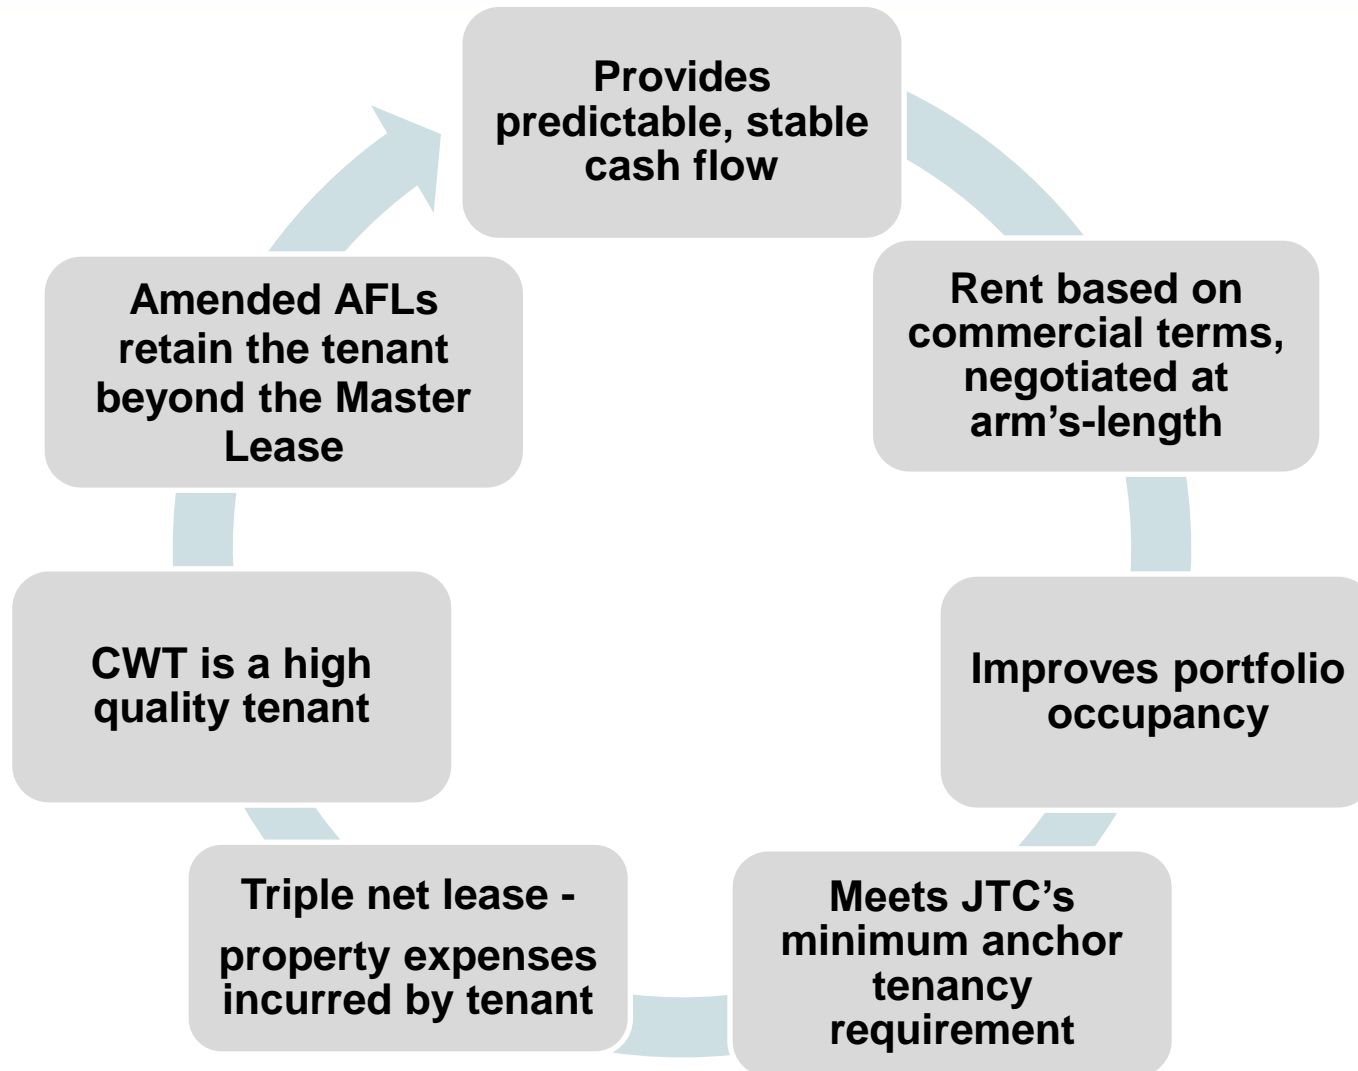 Provides
predictable, stable
cash flow
Rent based on
commercial terms,
negotiated at
arm’s-length
Improves portfolio
occupancy
Meets JTC’s
minimum anchor
tenancy
requirement
Triple net lease -
property expenses
incurred by tenant
CWT is a high
quality tenant
Amended AFLs
retain the tenant
beyond the Master
Lease